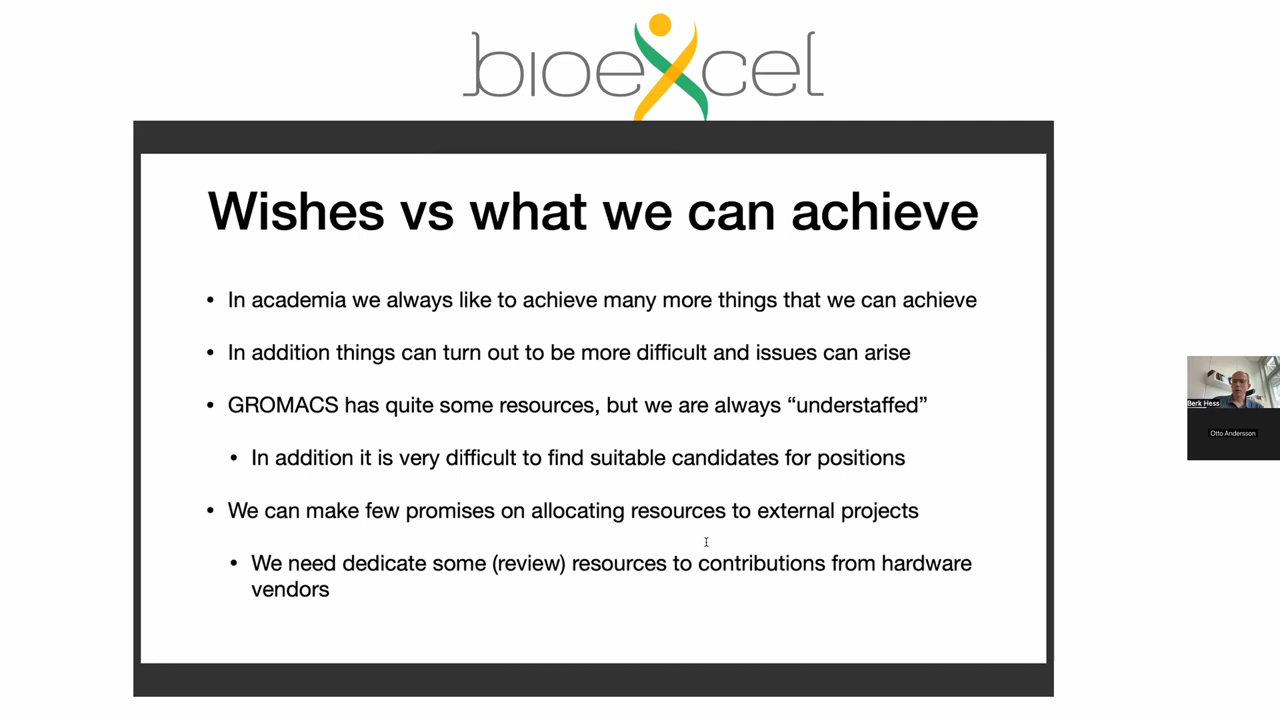 bioexcel
Wishes vs what we can achieve
• In academia we always like to achieve many more things that we can achieve
• In addition things can turn out to be more difficult and issues can arise
• GROMACS has quite some resources, but we are always “understaffed”
• In addition it is very difficult to find suitable candidates for positions
• We can make few promises on allocating resources to external projects
• We need dedicate some (review) resources to contributions from hardware
vendors
Berk Hess
Otto Andersson